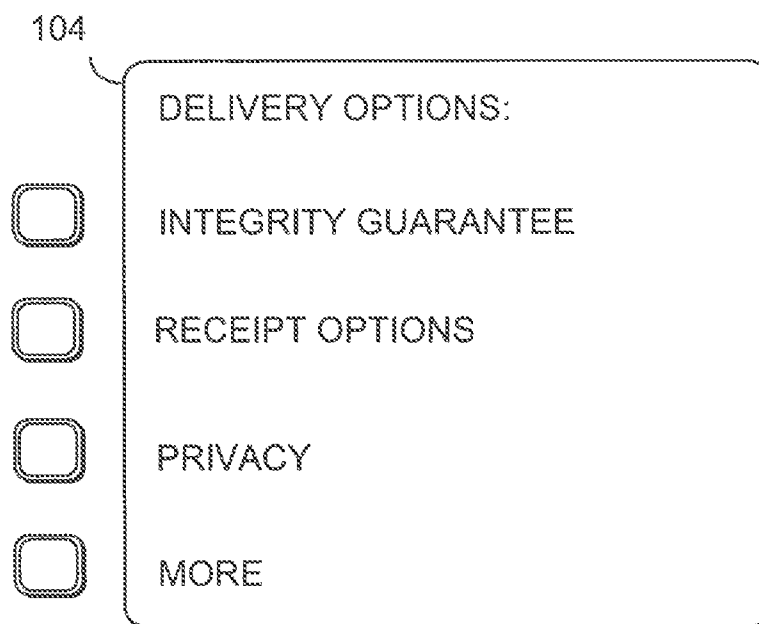 104
DELIVERY OPTIONS:
INTEGRITY GUARANTEE
RECEIPT OPTIONS
PRIVACY
MORE